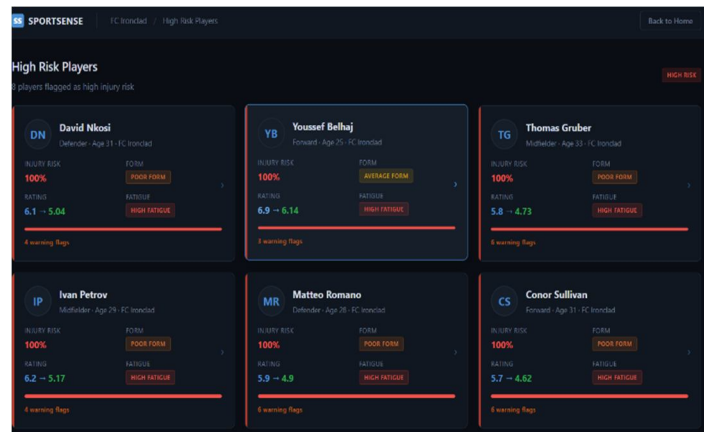 SS SPORTSENSE FC Ironclad / High Risk Players Back to Home
High Risk Players
8 players flagged as high injury risk
HIGH RISK
DN David Nkosi
Defender · Age 31 · FC Ironclad
INJURY RISK FORM
100% POOR FORM
RATING FATIGUE
6.1 → 5.04 HIGH FATIGUE
4 warning flags
YB Youssef Belhaj
Forward · Age 25 · FC Ironclad
INJURY RISK FORM
100% AVERAGE FORM
RATING FATIGUE
6.9 → 6.14 HIGH FATIGUE
3 warning flags
TG Thomas Gruber
Midfielder · Age 33 · FC Ironclad
INJURY RISK FORM
100% POOR FORM
RATING FATIGUE
5.8 → 4.73 HIGH FATIGUE
6 warning flags
IP Ivan Petrov
Midfielder · Age 29 · FC Ironclad
INJURY RISK FORM
100% POOR FORM
RATING FATIGUE
6.2 → 5.17 HIGH FATIGUE
4 warning flags
MR Matteo Romano
Defender · Age 28 · FC Ironclad
INJURY RISK FORM
100% POOR FORM
RATING FATIGUE
5.9 → 4.9 HIGH FATIGUE
6 warning flags
CS Conor Sullivan
Forward · Age 31 · FC Ironclad
INJURY RISK FORM
100% POOR FORM
RATING FATIGUE
5.7 → 4.62 HIGH FATIGUE
6 warning flags